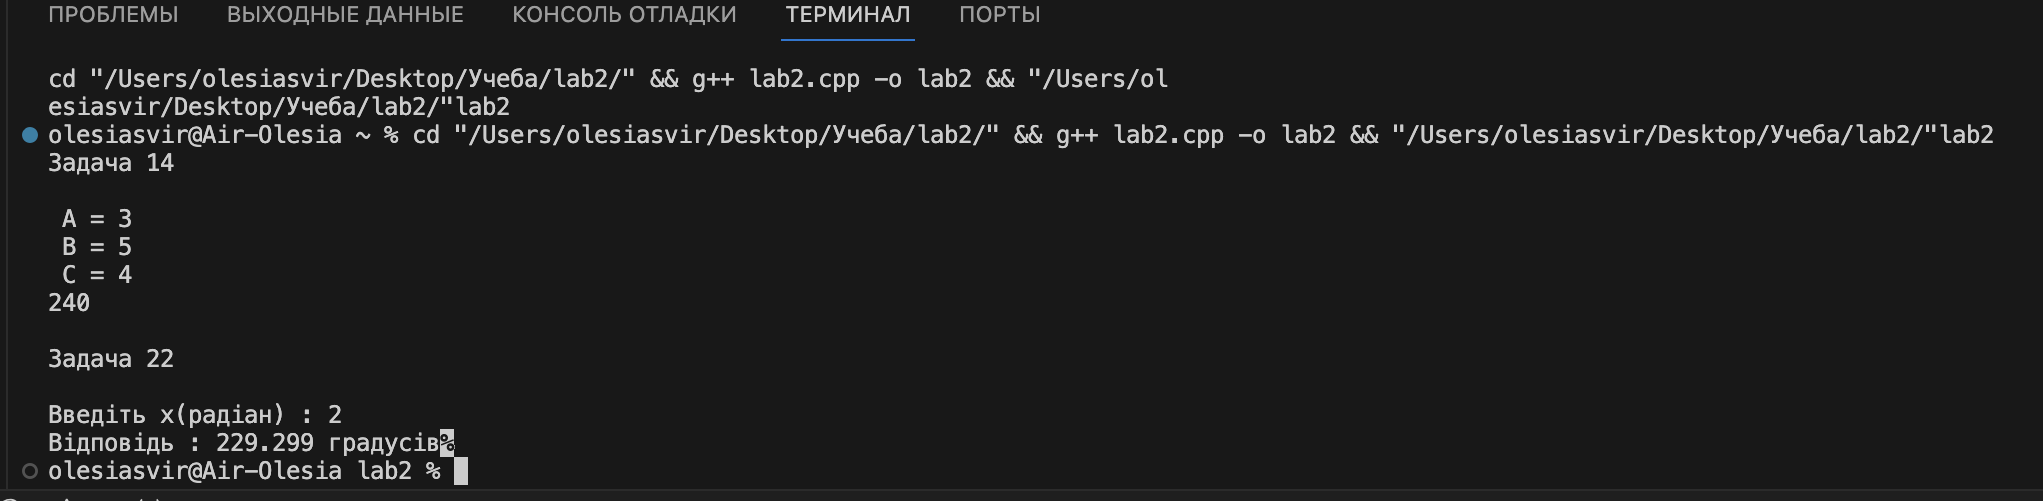 ПРОБЛЕМЫ ВЫХОДНЫЕ ДАННЫЕ КОНСОЛЬ ОТЛАДКИ ТЕРМИНАЛ ПОРТЫ
cd "/Users/olesiasvir/Desktop/Учеба/lab2/" && g++ lab2.cpp -o lab2 && "/Users/ol
esiasvir/Desktop/Учеба/lab2/"lab2
olesiasvir@Air-Olesia ~ % cd "/Users/olesiasvir/Desktop/Учеба/lab2/" && g++ lab2.cpp -o lab2 && "/Users/olesiasvir/Desktop/Учеба/lab2/"lab2
Задача 14
A = 3
B = 5
C = 4
240
Задача 22
Введіть x(радіан) : 2
Відповідь : 229.299 градусів%
olesiasvir@Air-Olesia lab2 %